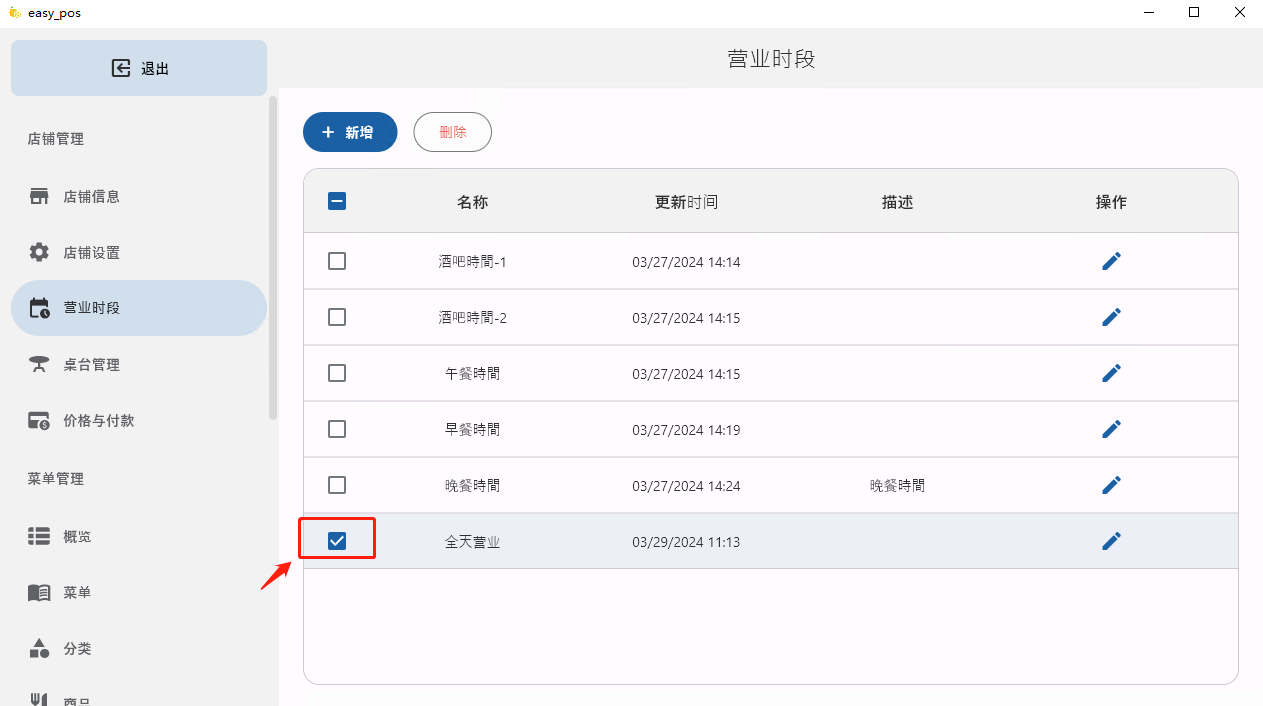 easy_pos
退出
营业时段
店铺管理
店铺信息
店铺设置
营业时段
桌台管理
价格与付款
菜单管理
概览
菜单
分类
商品
新增 删除
名称 更新时间 描述 操作
酒吧時間-1 03/27/2024 14:14
酒吧時間-2 03/27/2024 14:15
午餐時間 03/27/2024 14:15
早餐時間 03/27/2024 14:19
晚餐時間 03/27/2024 14:24 晚餐時間
全天营业 03/29/2024 11:13